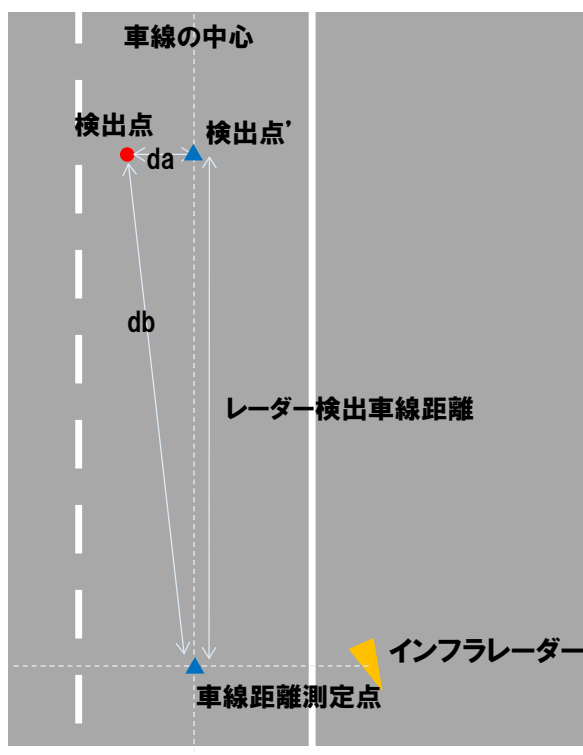 車線の中心
検出点
検出点'
da
db
レーダー検出車線距離
インフラレーダー
車線距離測定点